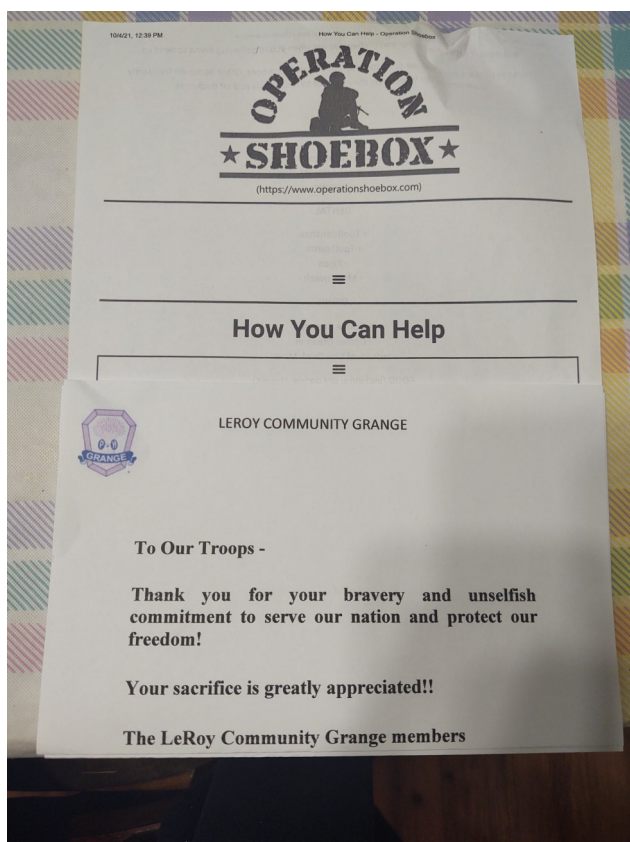 10/4/21, 12:39 PM How You Can Help - Operation Shoebox
OPERATION
SHOEBOX
(https://www.operationshoebox.com)
How You Can Help
LEROY COMMUNITY GRANGE
P of H
GRANGE
To Our Troops -
Thank you for your bravery and unselfish
commitment to serve our nation and protect our
freedom!
Your sacrifice is greatly appreciated!!
The LeRoy Community Grange members